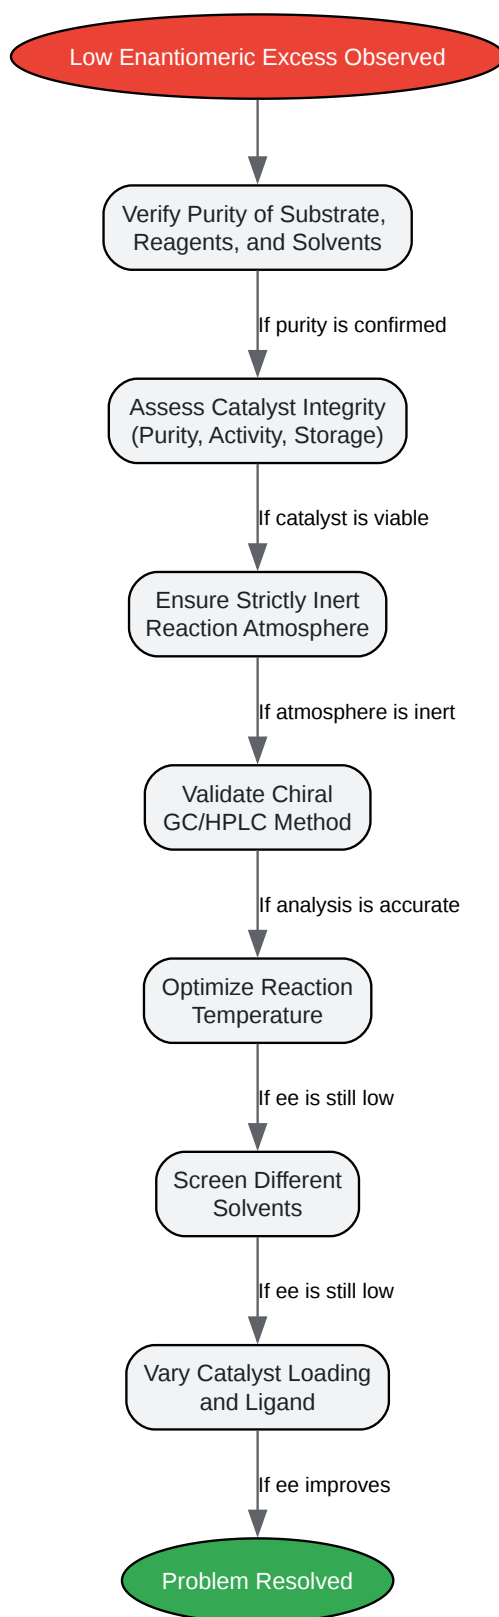 Low Enantiomeric Excess Observed
Verify Purity of Substrate,
Reagents, and Solvents
If purity is confirmed
Assess Catalyst Integrity
(Purity, Activity, Storage)
If catalyst is viable
Ensure Strictly Inert
Reaction Atmosphere
If atmosphere is inert
Validate Chiral
GC/HPLC Method
If analysis is accurate
Optimize Reaction
Temperature
If ee is still low
Screen Different
Solvents
If ee is still low
Vary Catalyst Loading
and Ligand
If ee improves
Problem Resolved